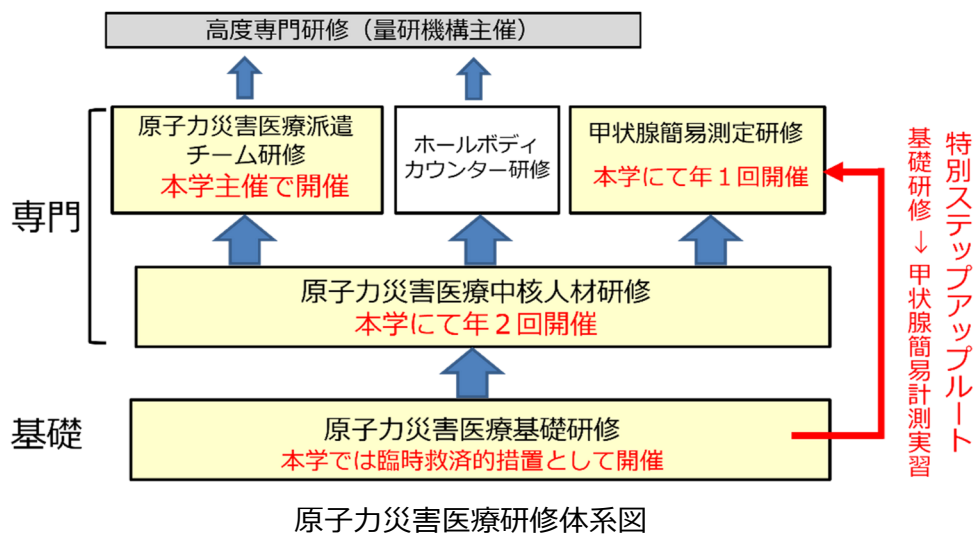 高度専門研修（量研機構主催）
専門
原子力災害医療派遣
チーム研修
本学主催で開催
ホールボディ
カウンター研修
甲状腺簡易測定研修
本学にて年１回開催
原子力災害医療中核人材研修
本学にて年２回開催
基礎
原子力災害医療基礎研修
本学では臨時救済的措置として開催
特別ステップアップルート
基礎研修 → 甲状腺簡易計測実習
原子力災害医療研修体系図